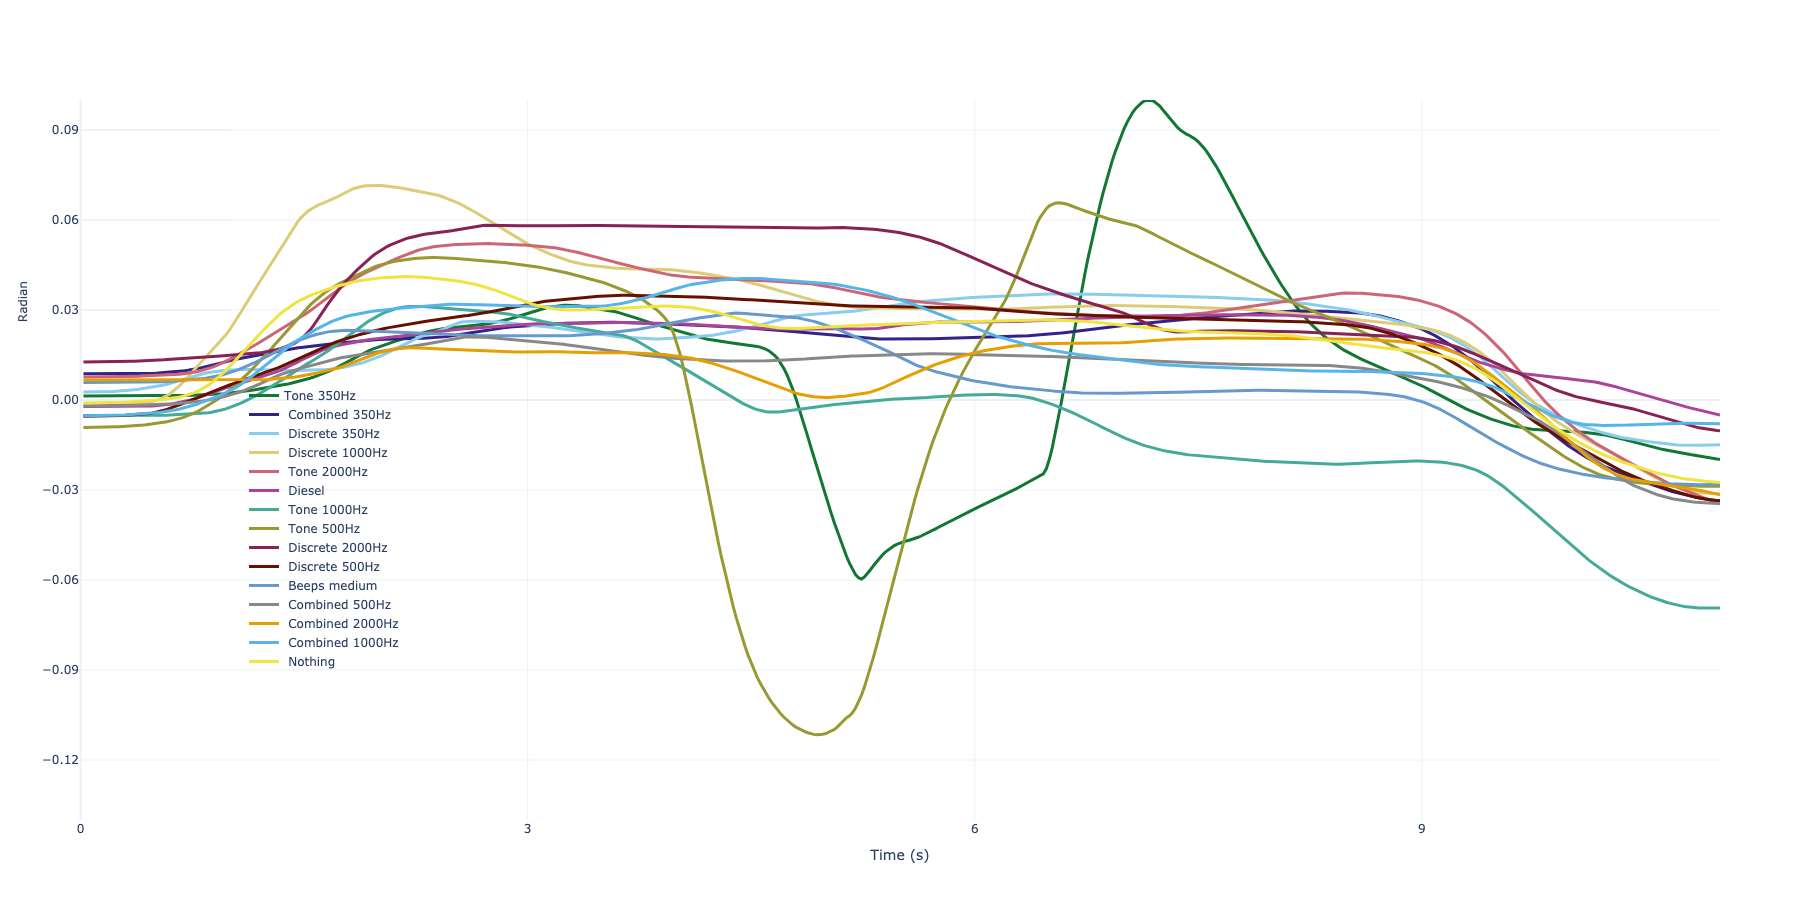 0.09
0.06
0.03
0.00
−0.03
−0.06
−0.09
−0.12
Radian
Tone 350Hz
Combined 350Hz
Discrete 350Hz
Discrete 1000Hz
Tone 2000Hz
Diesel
Tone 1000Hz
Tone 500Hz
Discrete 2000Hz
Discrete 500Hz
Beeps medium
Combined 500Hz
Combined 2000Hz
Combined 1000Hz
Nothing
0 3 6 9
Time (s)